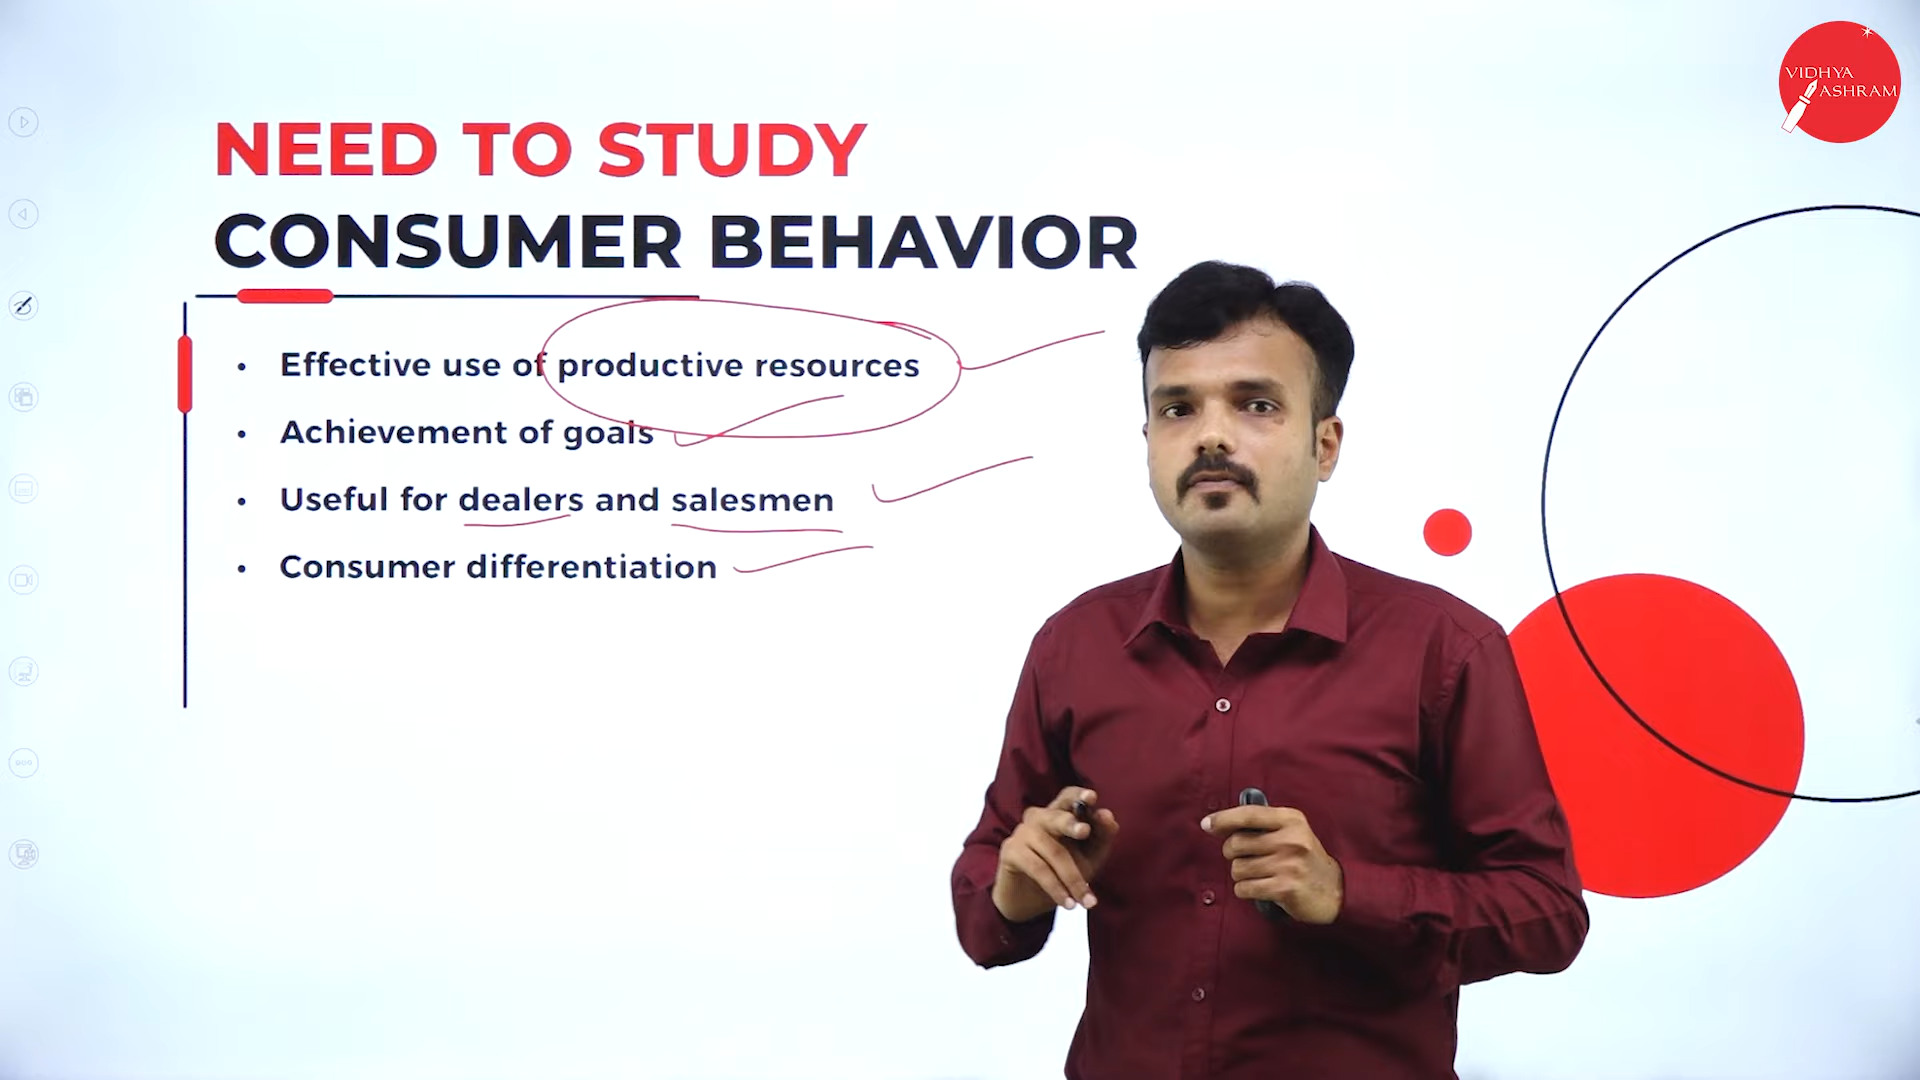 VIDHYA
ASHRAM
NEED TO STUDY
CONSUMER BEHAVIOR
• Effective use of productive resources
• Achievement of goals
• Useful for dealers and salesmen
• Consumer differentiation